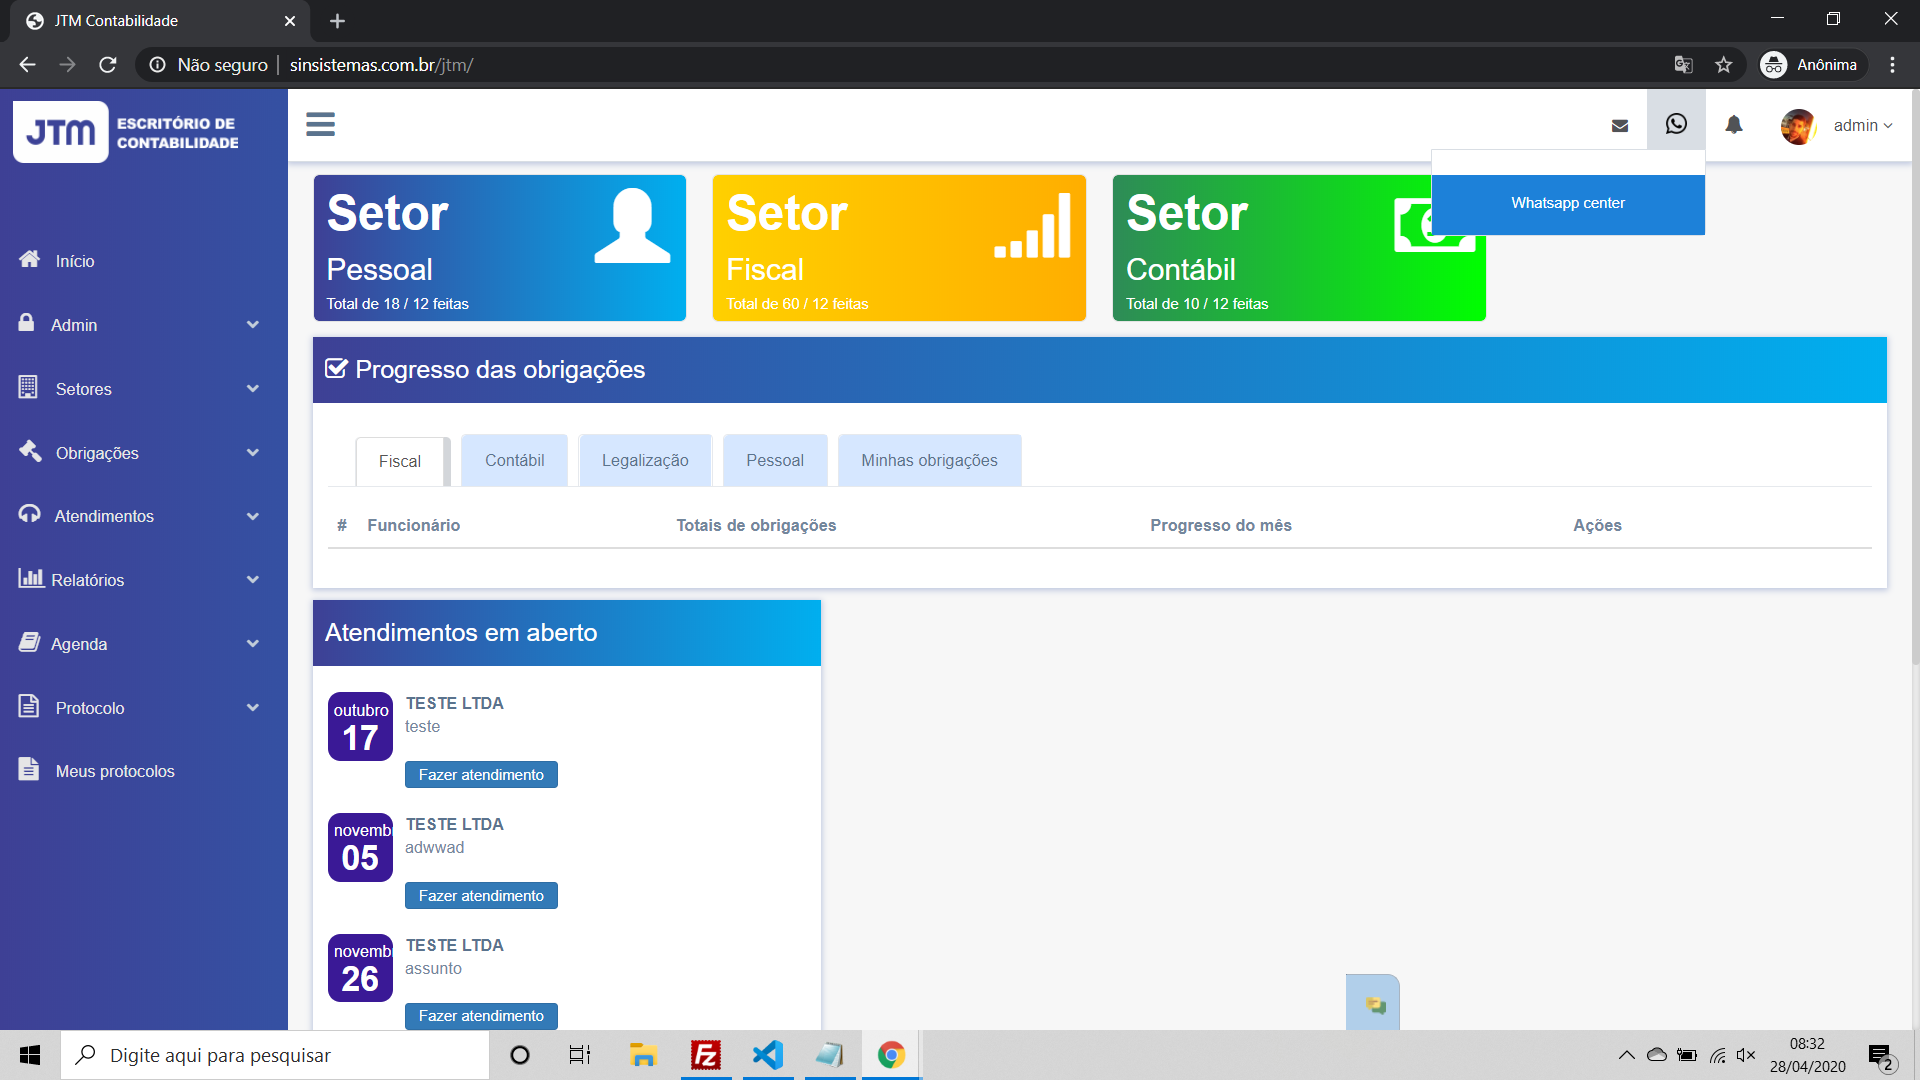 JTM Contabilidade
Não seguro
sinsistemas.com.br/jtm/
Anônima
JTM
ESCRITÓRIO DE
CONTABILIDADE
admin
Início
Admin
Setores
Obrigações
Atendimentos
Relatórios
Agenda
Protocolo
Meus protocolos
Setor
Pessoal
Total de 18 / 12 feitas
Setor
Fiscal
Total de 60 / 12 feitas
Setor
Contábil
Total de 10 / 12 feitas
Whatsapp center
Progresso das obrigações
Fiscal
Contábil
Legalização
Pessoal
Minhas obrigações
# Funcionário Totais de obrigações Progresso do mês Ações
Atendimentos em aberto
outubro
17
TESTE LTDA
teste
Fazer atendimento
novemb
05
TESTE LTDA
adwwad
Fazer atendimento
novemb
26
TESTE LTDA
assunto
Fazer atendimento
Digite aqui para pesquisar
Fz
08:32
28/04/2020
2